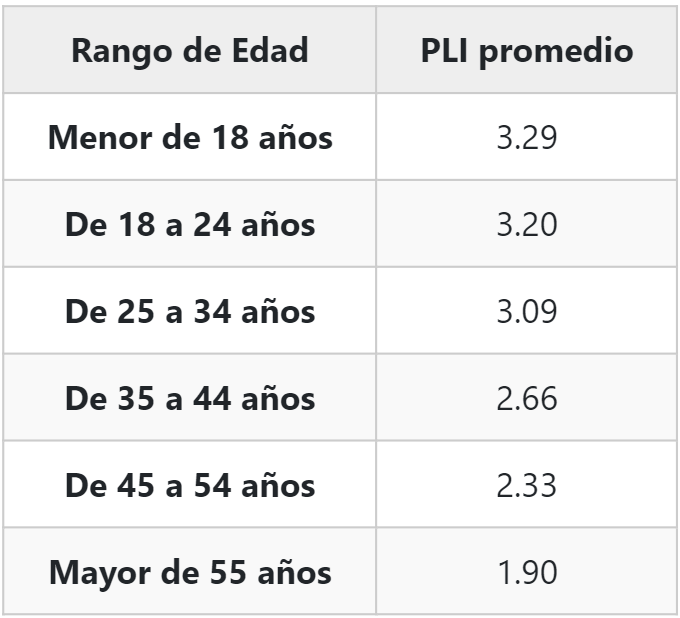 Rango de Edad PLI promedio
Menor de 18 años 3.29
De 18 a 24 años 3.20
De 25 a 34 años 3.09
De 35 a 44 años 2.66
De 45 a 54 años 2.33
Mayor de 55 años 1.90